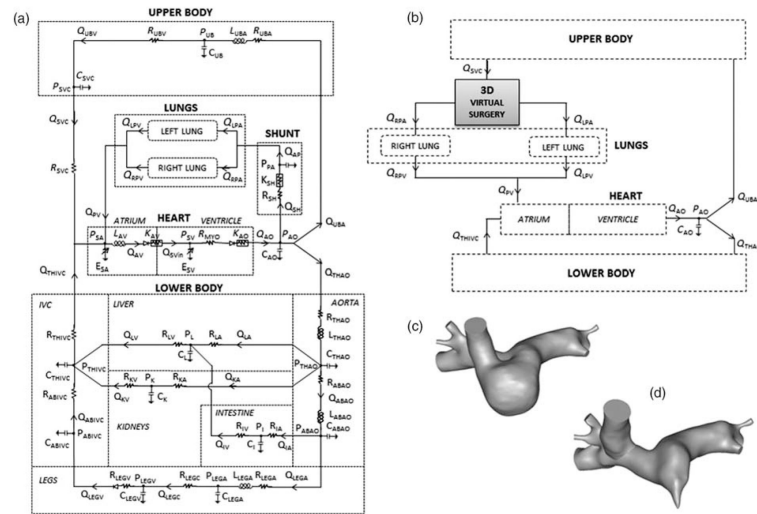 (a)
UPPER BODY
Q_UBV R_UBV P_UB L_UBA R_UBA
C_UB
P_SVC C_SVC
Q_SVC
R_SVC
LUNGS
Q_LPV LEFT LUNG Q_LPA
Q_RPV RIGHT LUNG Q_RPA
SHUNT
Q_AP
P_PA
K_SH
R_SH
Q_SH
Q_PV
HEART
ATRIUM VENTRICLE
P_SA L_AV K_AV P_SV R_MYO K_AO Q_AO P_AO
Q_AV Q_SVin
E_SA E_SV C_AO
Q_UBA
Q_THAO
Q_THIVC
LOWER BODY
IVC LIVER AORTA
R_THIVC
Q_LV R_LV P_L R_LA Q_LA
C_L
R_THAO
L_THAO
C_THIVC P_THIVC
R_KV P_K R_KA Q_KA
Q_KV C_K
P_THAO C_THAO
R_ABAO
Q_ABAO
L_ABAO
R_ABIVC
Q_ABIVC
P_ABIVC
C_ABIVC
KIDNEYS
INTESTINE
R_IV P_I R_IA
Q_IV C_I Q_IA
P_ABAO C_ABAO
LEGS
R_LEGV P_LEGV R_LEGC P_LEGA L_LEGA R_LEGA Q_LEGA
Q_LEGV C_LEGV Q_LEGC C_LEGA
(b)
UPPER BODY
Q_SVC
3D
VIRTUAL
SURGERY
Q_RPA Q_LPA
RIGHT LUNG LEFT LUNG
LUNGS
Q_RPV Q_LPV
Q_PV
HEART
ATRIUM VENTRICLE
Q_AO P_AO
C_AO
Q_UBA
Q_THIVC
LOWER BODY
(c)
(d)